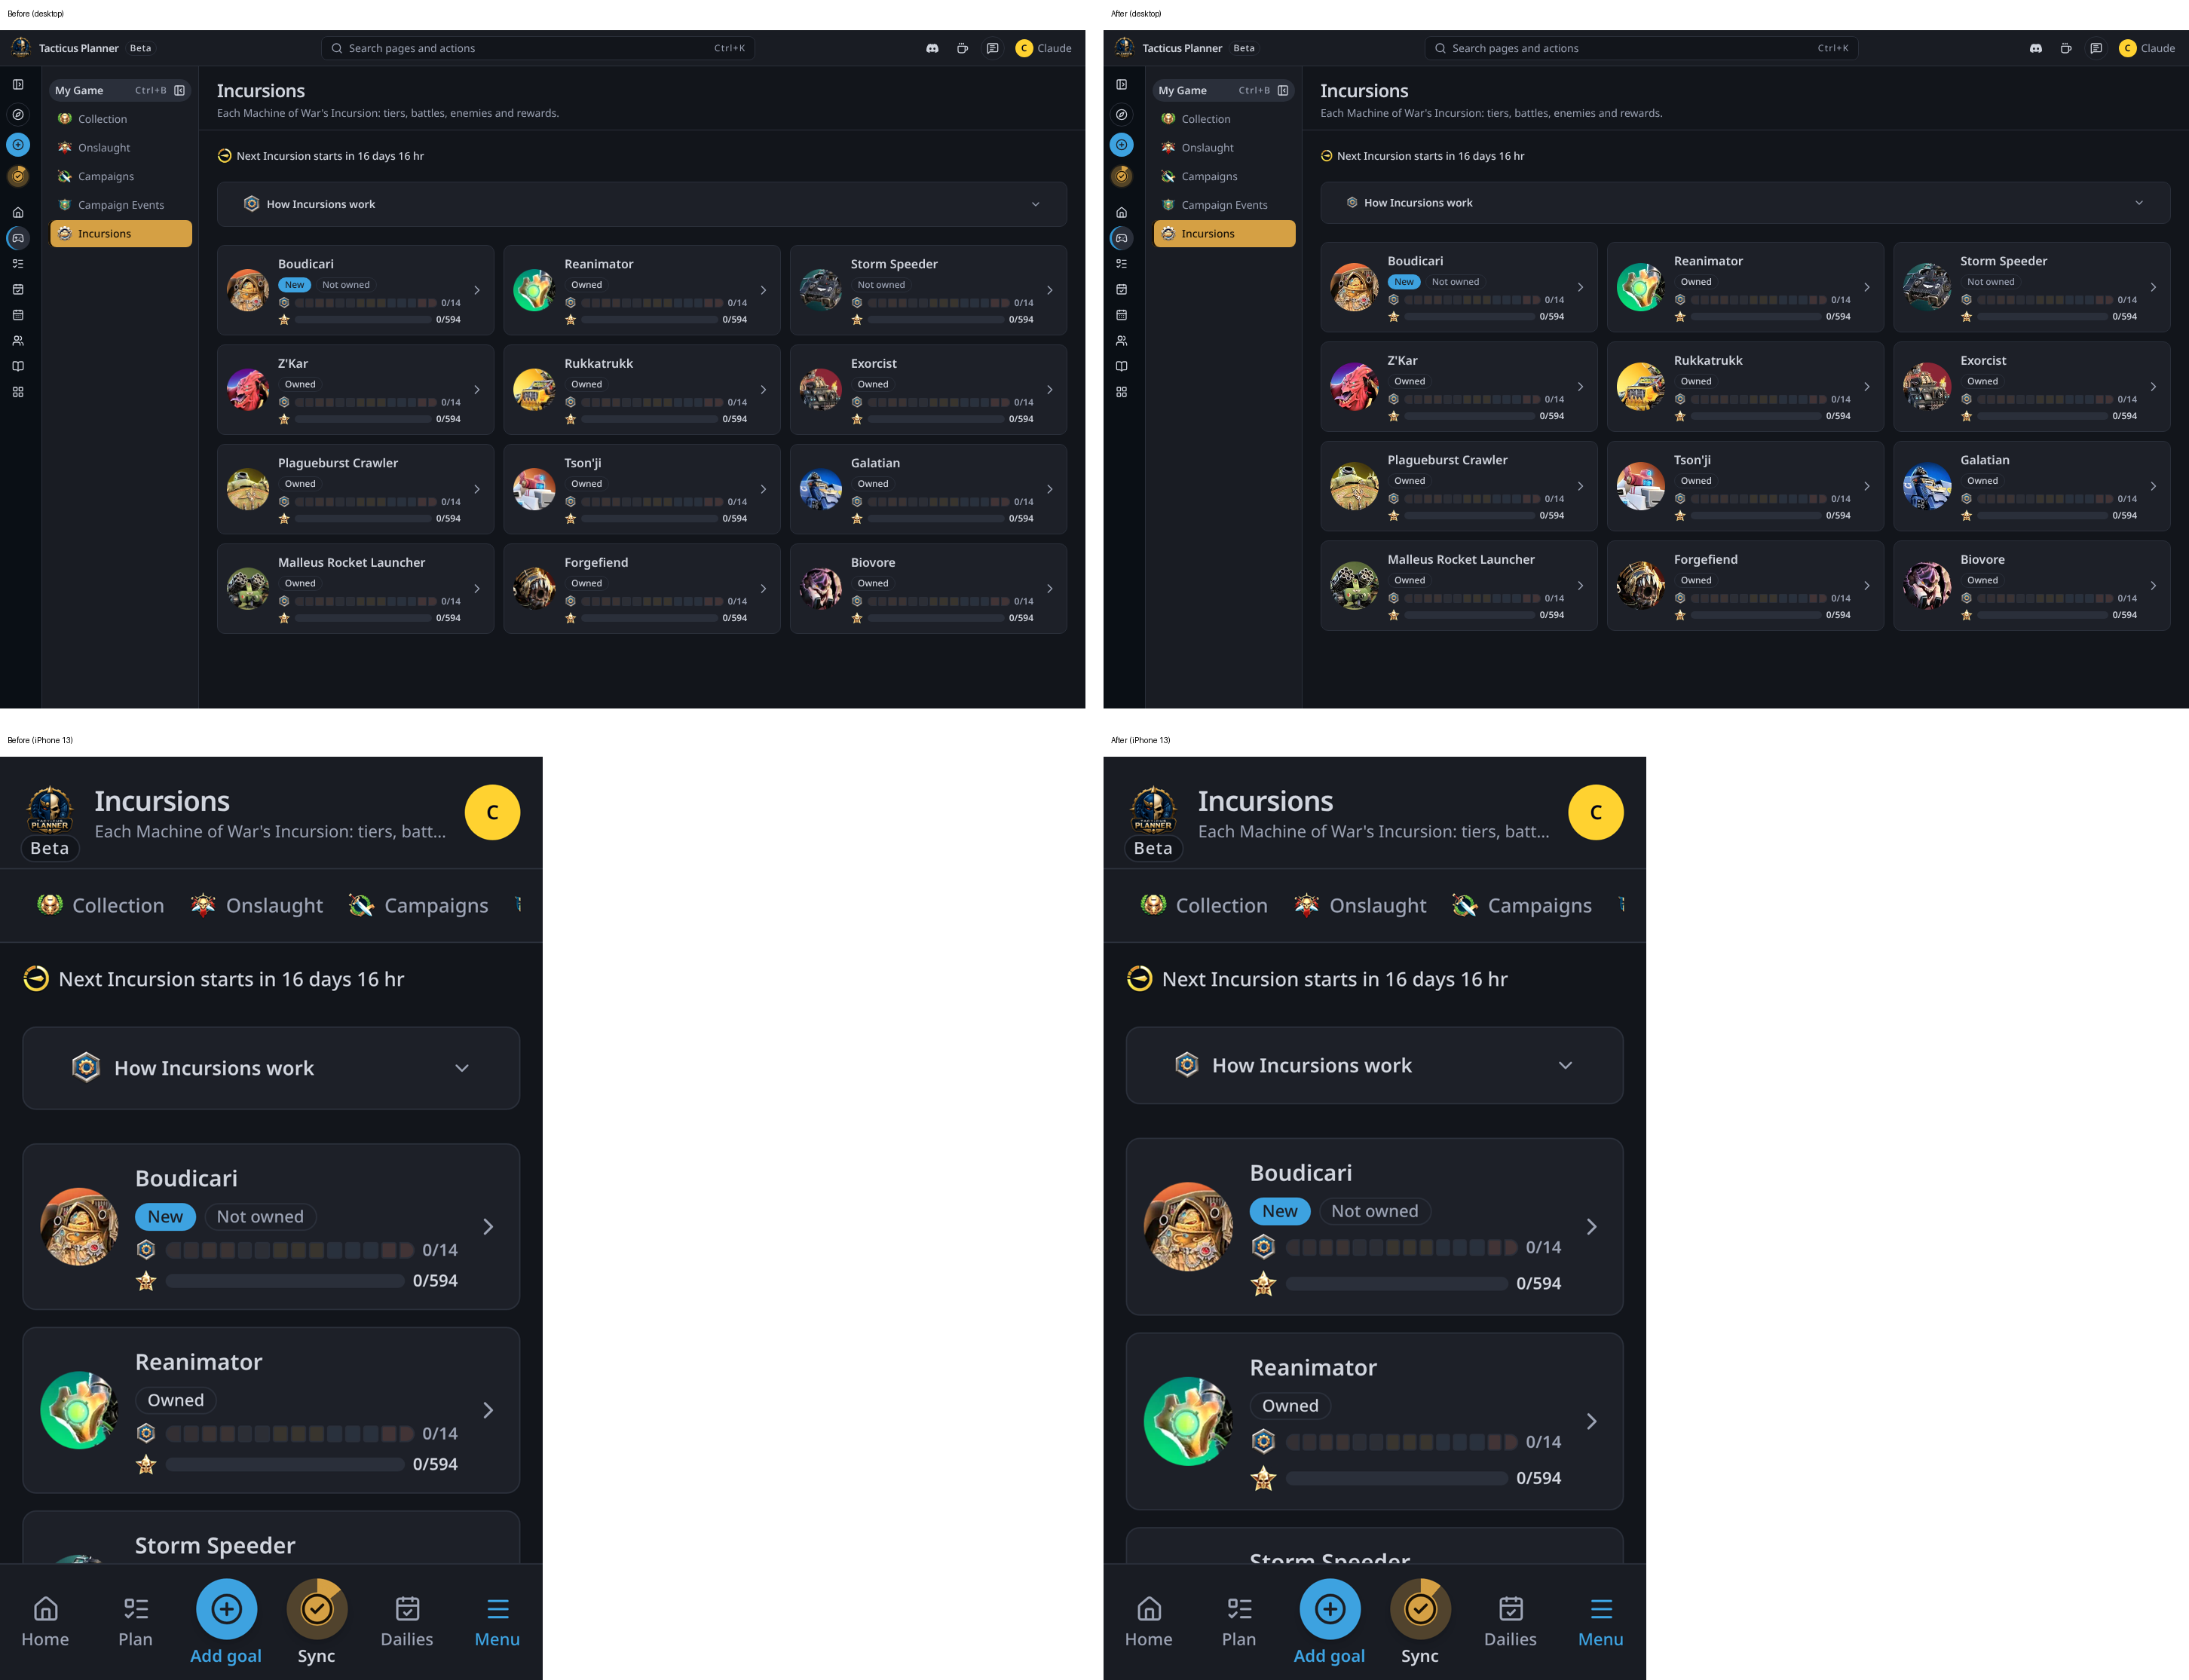 Before (desktop)
Tacticus Planner Beta
Search pages and actions Ctrl+K
C Claude
My Game Ctrl+B
Collection
Onslaught
Campaigns
Campaign Events
Incursions
Incursions
Each Machine of War's Incursion: tiers, battles, enemies and rewards.
Next Incursion starts in 16 days 16 hr
How Incursions work
Boudicari
New Not owned
0/14
0/594
Reanimator
Owned
0/14
0/594
Storm Speeder
Not owned
0/14
0/594
Z'Kar
Owned
0/14
0/594
Rukkatrukk
Owned
0/14
0/594
Exorcist
Owned
0/14
0/594
Plagueburst Crawler
Owned
0/14
0/594
Tson'ji
Owned
0/14
0/594
Galatian
Owned
0/14
0/594
Malleus Rocket Launcher
Owned
0/14
0/594
Forgefiend
Owned
0/14
0/594
Biovore
Owned
0/14
0/594
After (desktop)
Tacticus Planner Beta
Search pages and actions Ctrl+K
C Claude
My Game Ctrl+B
Collection
Onslaught
Campaigns
Campaign Events
Incursions
Incursions
Each Machine of War's Incursion: tiers, battles, enemies and rewards.
Next Incursion starts in 16 days 16 hr
How Incursions work
Boudicari
New Not owned
0/14
0/594
Reanimator
Owned
0/14
0/594
Storm Speeder
Not owned
0/14
0/594
Z'Kar
Owned
0/14
0/594
Rukkatrukk
Owned
0/14
0/594
Exorcist
Owned
0/14
0/594
Plagueburst Crawler
Owned
0/14
0/594
Tson'ji
Owned
0/14
0/594
Galatian
Owned
0/14
0/594
Malleus Rocket Launcher
Owned
0/14
0/594
Forgefiend
Owned
0/14
0/594
Biovore
Owned
0/14
0/594
Before (iPhone 13)
PLANNER
Beta
Incursions
Each Machine of War's Incursion: tiers, batt...
C
Collection Onslaught Campaigns
Next Incursion starts in 16 days 16 hr
How Incursions work
Boudicari
New Not owned
0/14
0/594
Reanimator
Owned
0/14
0/594
Storm Speeder
Home Plan Add goal Sync Dailies Menu
After (iPhone 13)
PLANNER
Beta
Incursions
Each Machine of War's Incursion: tiers, batt...
C
Collection Onslaught Campaigns
Next Incursion starts in 16 days 16 hr
How Incursions work
Boudicari
New Not owned
0/14
0/594
Reanimator
Owned
0/14
0/594
Storm Speeder
Home Plan Add goal Sync Dailies Menu